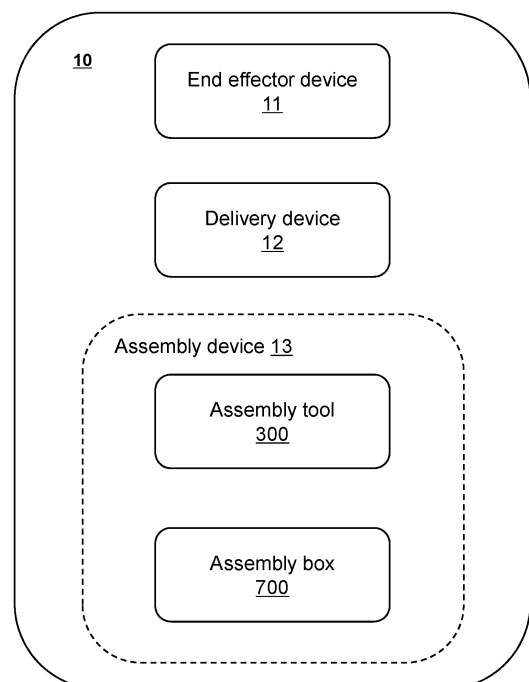 10
End effector device
11
Delivery device
12
Assembly device 13
Assembly tool
300
Assembly box
700